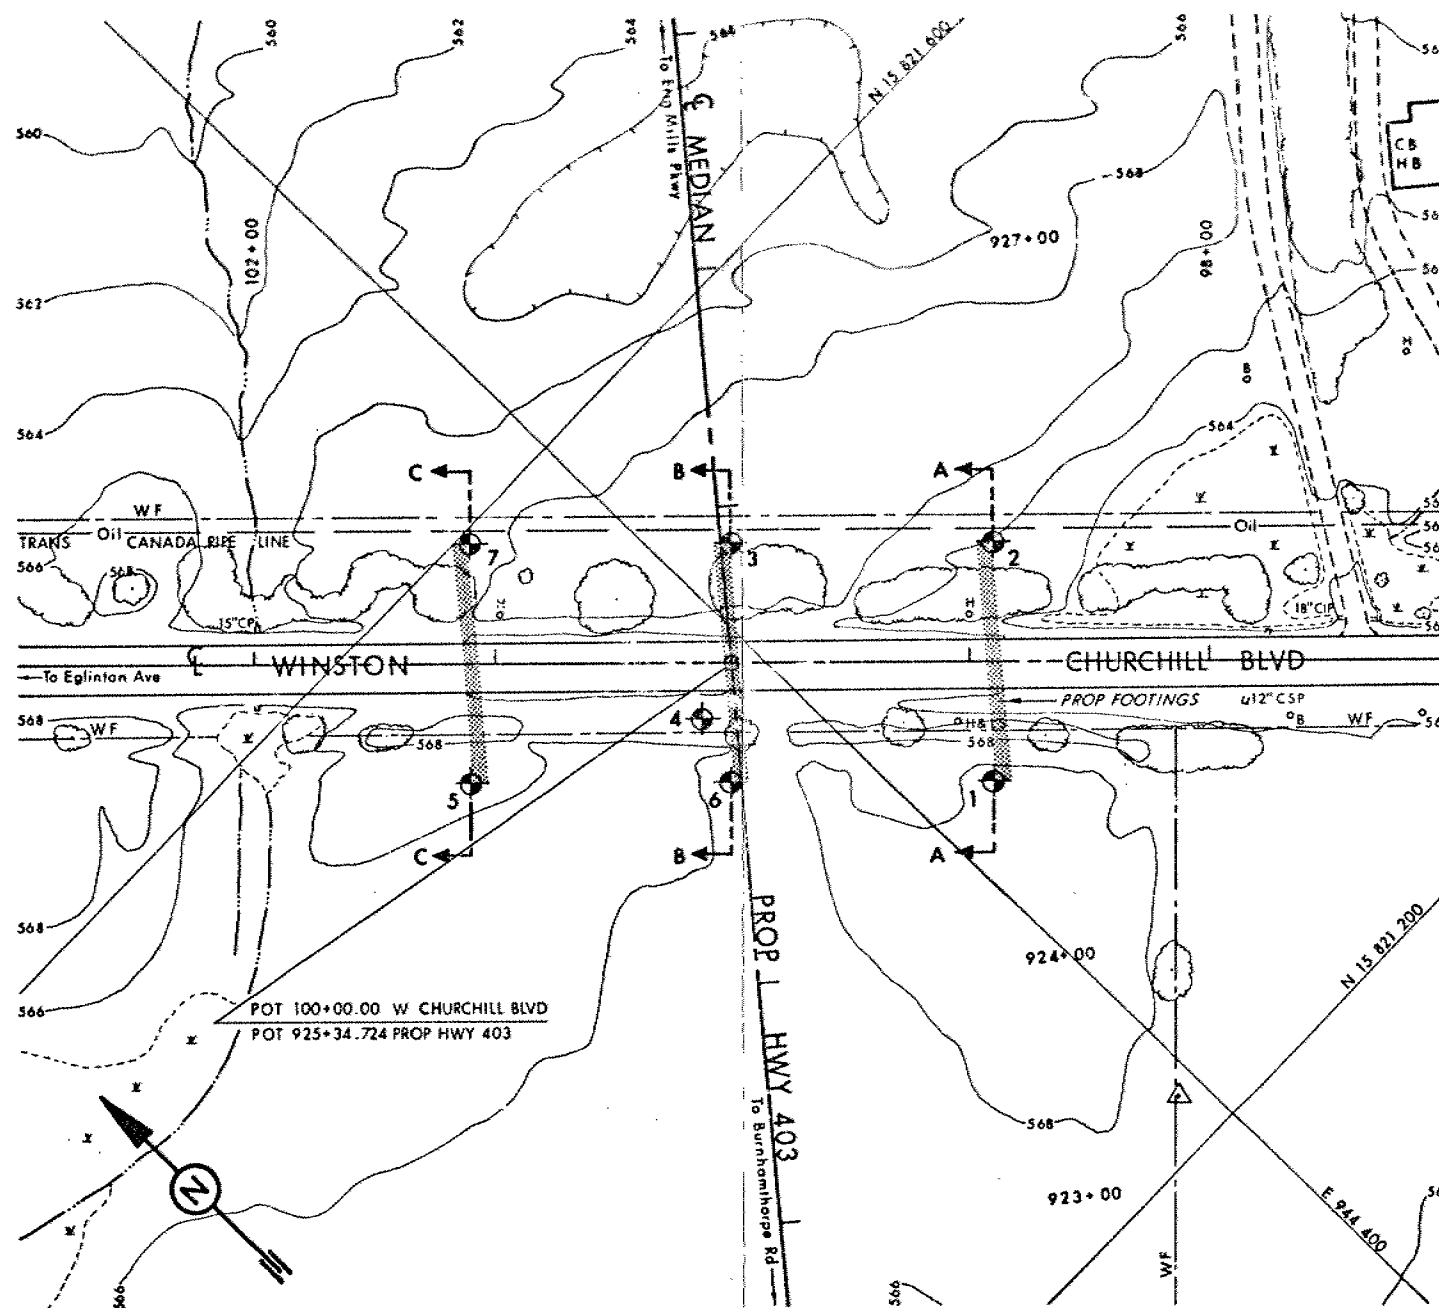 560
562
564
564
566
560
To Erin Mills Pkwy
N 15 821 600
℄ MEDIAN
CB
HB
568
102+00
927+00
98+00
562
H
B
564
564
C
B
A
WF
Oil
Oil
TRANS CANADA PIPE LINE
566
568
7
3
2
H
15"CP
18"CIP
℄ WINSTON CHURCHILL BLVD
To Eglinton Ave
PROP FOOTINGS
12" CSP
568
WF
4
H
568
568
B
WF
5
6
1
C
B
A
568
PROP HWY 403
924+00
N 15 821 200
566
POT 100+00.00 W CHURCHILL BLVD
POT 925+34.724 PROP HWY 403
To Burnhamthorpe Rd
568
923+00
N
E 944 400
WF
566
566